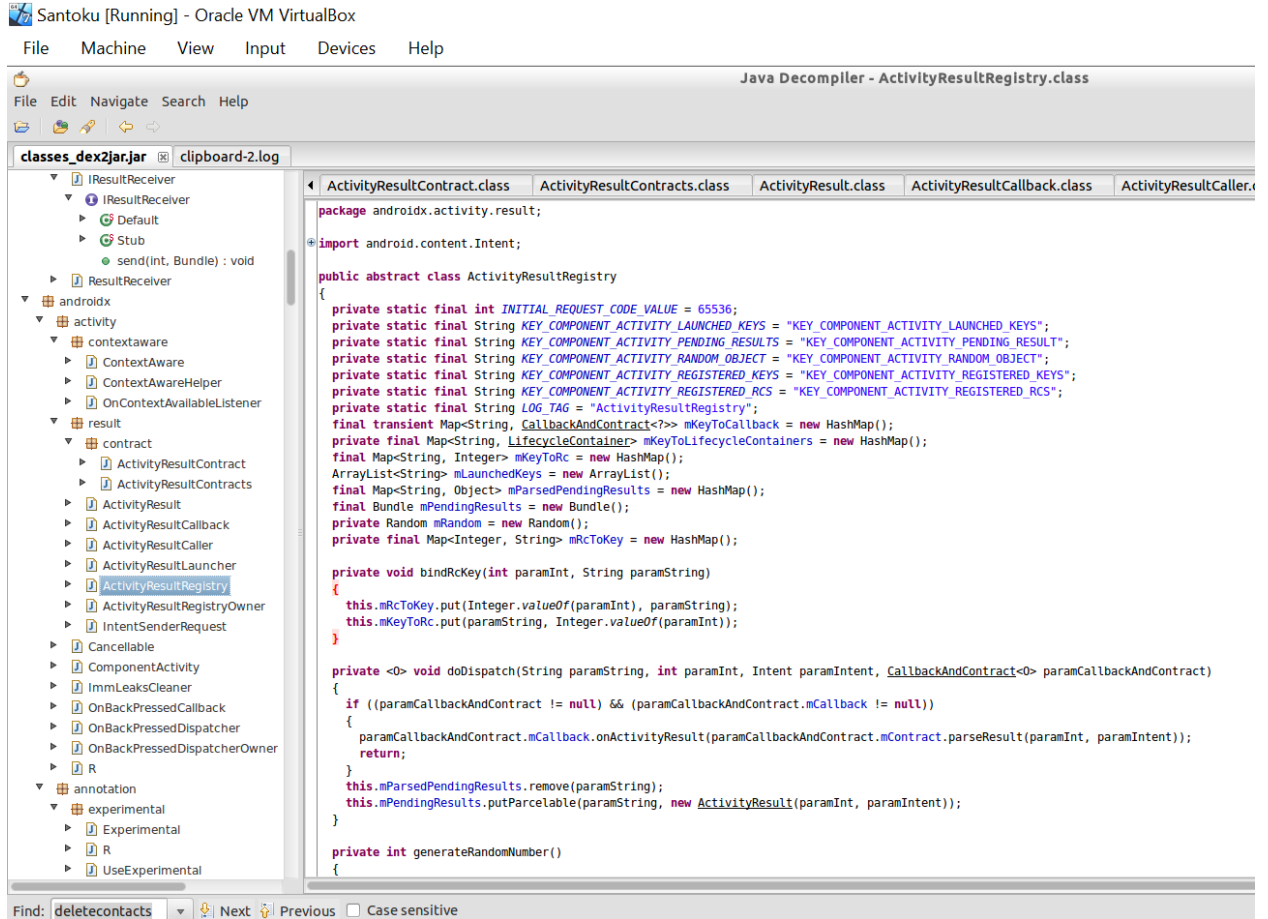 Santoku [Running] - Oracle VM VirtualBox
File Machine View Input Devices Help
Java Decompiler - ActivityResultRegistry.class
File Edit Navigate Search Help
classes_dex2jar.jar clipboard-2.log
IResultReceiver
IResultReceiver
Default
Stub
send(int, Bundle) : void
ResultReceiver
androidx
activity
contextaware
ContextAware
ContextAwareHelper
OnContextAvailableListener
result
contract
ActivityResultContract
ActivityResultContracts
ActivityResult
ActivityResultCallback
ActivityResultCaller
ActivityResultLauncher
ActivityResultRegistry
ActivityResultRegistryOwner
IntentSenderRequest
Cancellable
ComponentActivity
ImmLeaksCleaner
OnBackPressedCallback
OnBackPressedDispatcher
OnBackPressedDispatcherOwner
R
annotation
experimental
Experimental
R
UseExperimental
ActivityResultContract.class ActivityResultContracts.class ActivityResult.class ActivityResultCallback.class ActivityResultCaller.c
package androidx.activity.result;
import android.content.Intent;
public abstract class ActivityResultRegistry
{
private static final int INITIAL_REQUEST_CODE_VALUE = 65536;
private static final String KEY_COMPONENT_ACTIVITY_LAUNCHED_KEYS = "KEY_COMPONENT_ACTIVITY_LAUNCHED_KEYS";
private static final String KEY_COMPONENT_ACTIVITY_PENDING_RESULTS = "KEY_COMPONENT_ACTIVITY_PENDING_RESULT";
private static final String KEY_COMPONENT_ACTIVITY_RANDOM_OBJECT = "KEY_COMPONENT_ACTIVITY_RANDOM_OBJECT";
private static final String KEY_COMPONENT_ACTIVITY_REGISTERED_KEYS = "KEY_COMPONENT_ACTIVITY_REGISTERED_KEYS";
private static final String KEY_COMPONENT_ACTIVITY_REGISTERED_RCS = "KEY_COMPONENT_ACTIVITY_REGISTERED_RCS";
private static final String LOG_TAG = "ActivityResultRegistry";
final transient Map<String, CallbackAndContract<?>> mKeyToCallback = new HashMap();
private final Map<String, LifecycleContainer> mKeyToLifecycleContainers = new HashMap();
final Map<String, Integer> mKeyToRc = new HashMap();
ArrayList<String> mLaunchedKeys = new ArrayList();
final Map<String, Object> mParsedPendingResults = new HashMap();
final Bundle mPendingResults = new Bundle();
private Random mRandom = new Random();
private final Map<Integer, String> mRcToKey = new HashMap();
private void bindRcKey(int paramInt, String paramString)
{
this.mRcToKey.put(Integer.valueOf(paramInt), paramString);
this.mKeyToRc.put(paramString, Integer.valueOf(paramInt));
}
private <O> void doDispatch(String paramString, int paramInt, Intent paramIntent, CallbackAndContract<O> paramCallbackAndContract)
{
if ((paramCallbackAndContract != null) && (paramCallbackAndContract.mCallback != null))
{
paramCallbackAndContract.mCallback.onActivityResult(paramCallbackAndContract.mContract.parseResult(paramInt, paramIntent));
return;
}
this.mParsedPendingResults.remove(paramString);
this.mPendingResults.putParcelable(paramString, new ActivityResult(paramInt, paramIntent));
}
private int generateRandomNumber()
{
Find: deletecontacts Next Previous Case sensitive